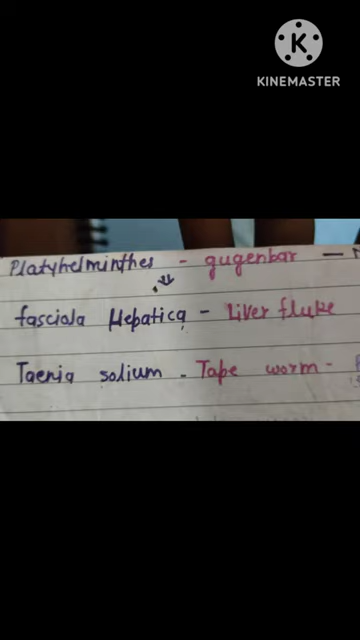 KINEMASTER
Platyhelminthes - gugenbar —
fasciola Hepatica - Liver fluke
Taenia solium - Tape worm -